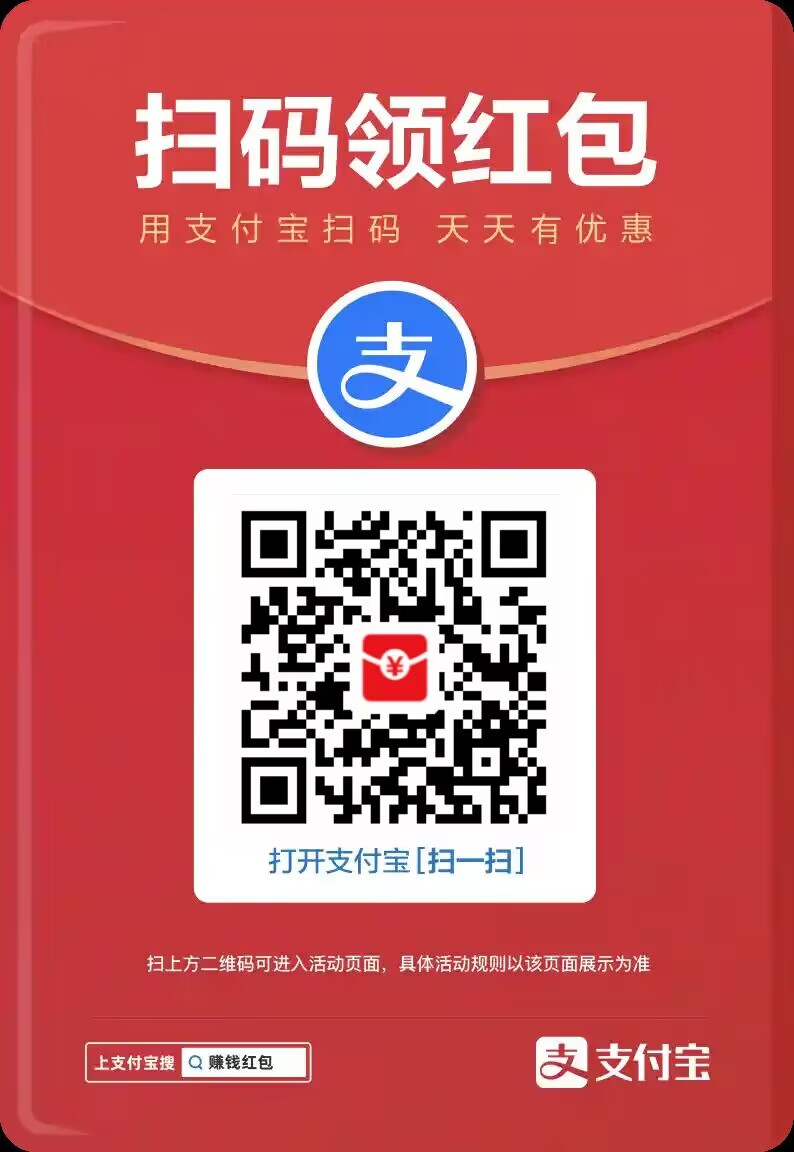 扫码领红包
用支付宝扫码 天天有优惠
支
¥
打开支付宝[扫一扫]
扫上方二维码可进入活动页面，具体活动规则以该页面展示为准
上支付宝搜 赚钱红包
支 支付宝